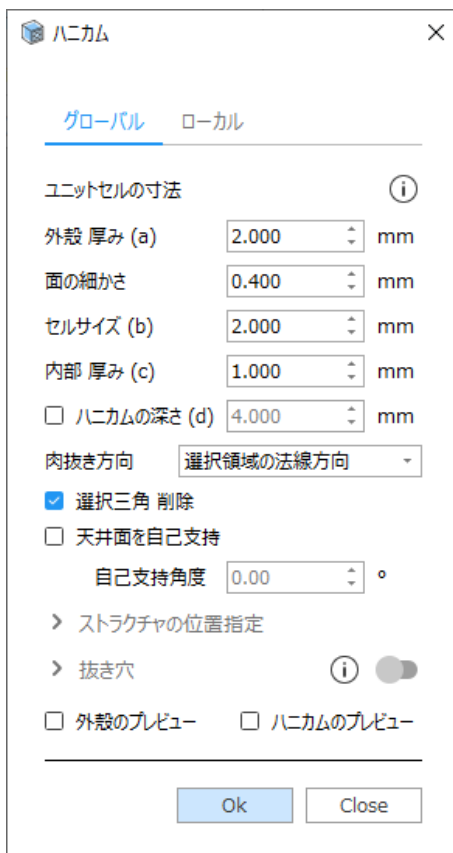 ハニカム
グローバル ローカル
ユニットセルの寸法
外殻 厚み (a) 2.000 mm
面の細かさ 0.400 mm
セルサイズ (b) 2.000 mm
内部 厚み (c) 1.000 mm
ハニカムの深さ (d) 4.000 mm
肉抜き方向 選択領域の法線方向
選択三角 削除
天井面を自己支持
自己支持角度 0.00 °
ストラクチャの位置指定
抜き穴
外殻のプレビュー ハニカムのプレビュー
Ok Close